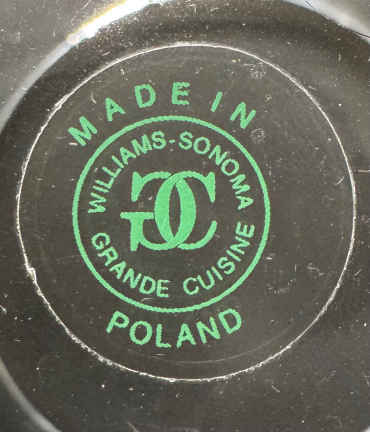 MADE IN
WILLIAMS-SONOMA
GC
GRANDE CUISINE
POLAND